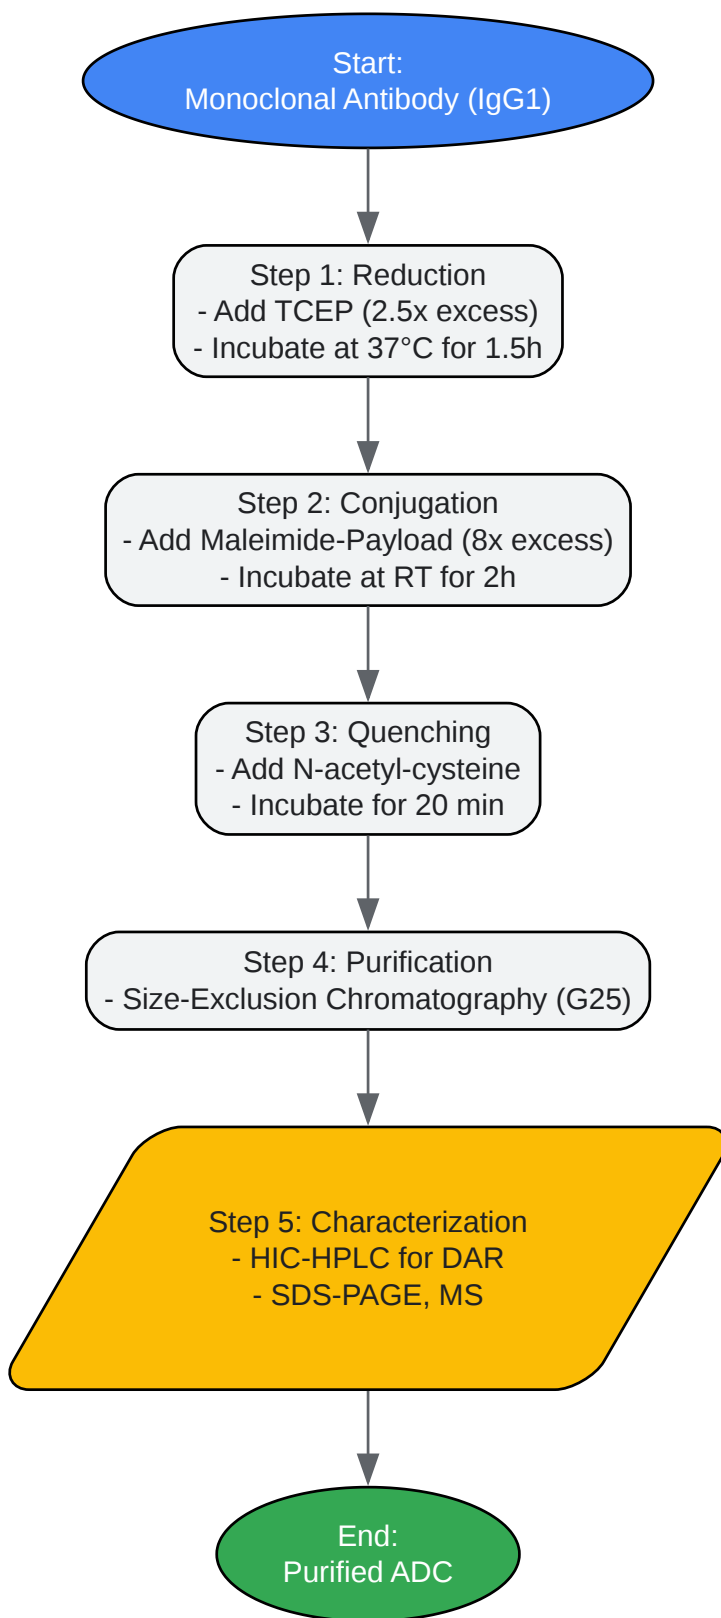 Start:
Monoclonal Antibody (IgG1)
Step 1: Reduction
- Add TCEP (2.5x excess)
- Incubate at 37°C for 1.5h
Step 2: Conjugation
- Add Maleimide-Payload (8x excess)
- Incubate at RT for 2h
Step 3: Quenching
- Add N-acetyl-cysteine
- Incubate for 20 min
Step 4: Purification
- Size-Exclusion Chromatography (G25)
Step 5: Characterization
- HIC-HPLC for DAR
- SDS-PAGE, MS
End:
Purified ADC